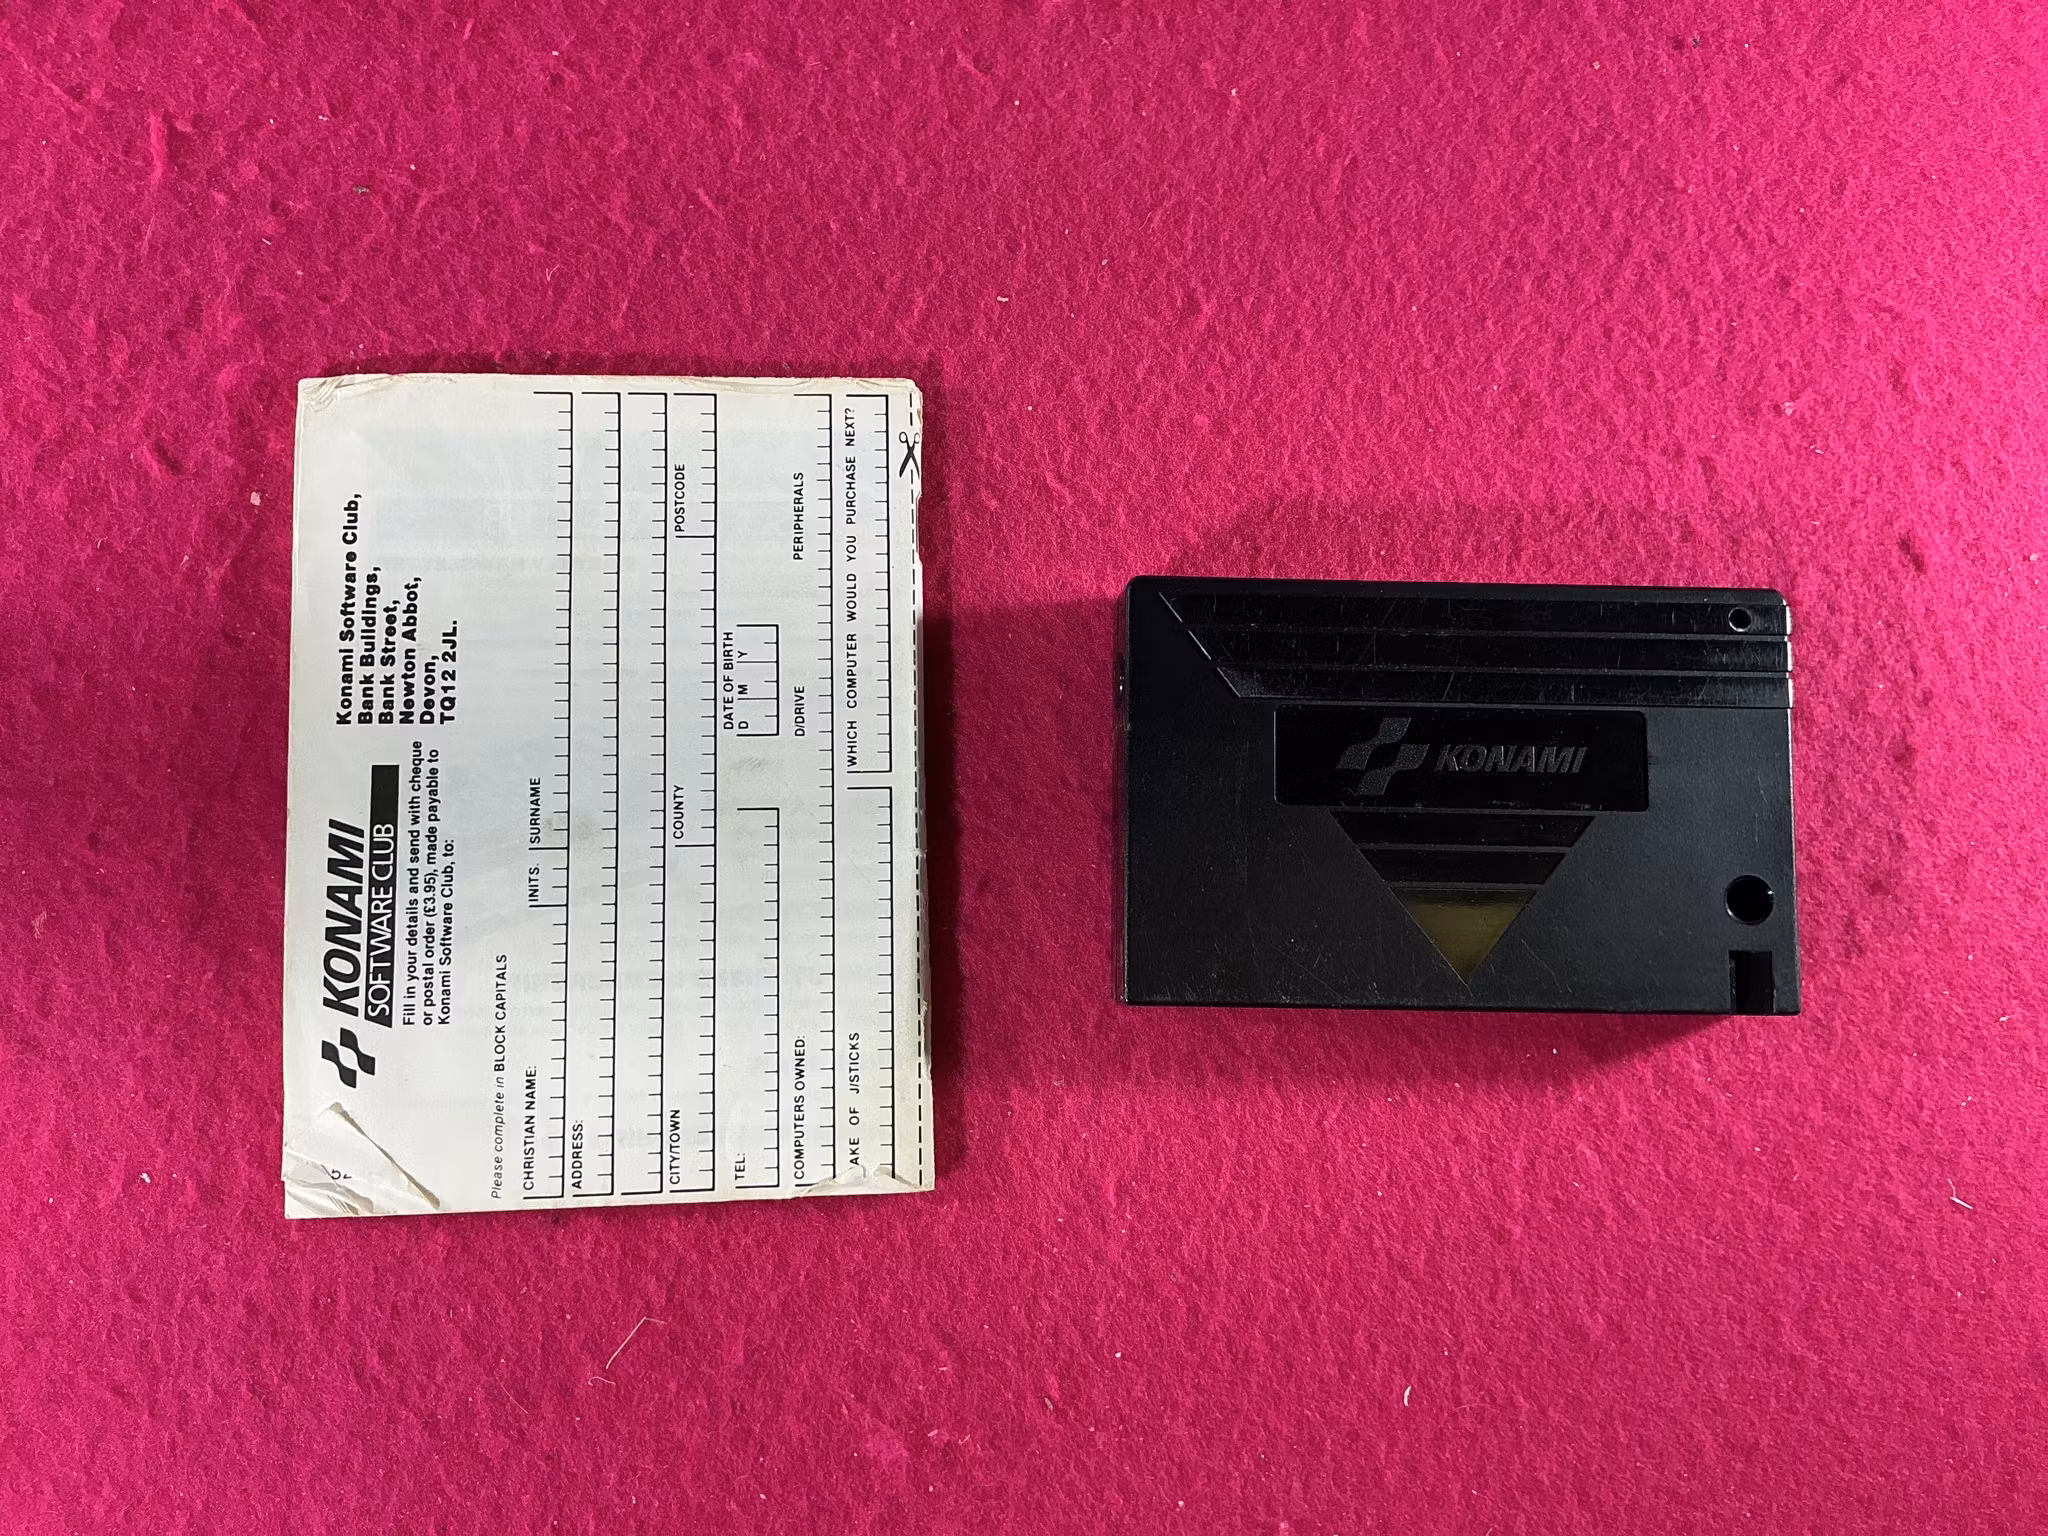 KONAMI
SOFTWARE CLUB
Fill in your details and send with cheque
or postal order (£3.95), made payable to
Konami Software Club, to:
Konami Software Club,
Bank Buildings,
Bank Street,
Newton Abbot,
Devon,
TQ12 2JL.
Please complete in BLOCK CAPITALS
CHRISTIAN NAME:
INITS.
SURNAME
ADDRESS:
CITY/TOWN
COUNTY
POSTCODE
TEL:
DATE OF BIRTH
D M Y
COMPUTERS OWNED:
D/DRIVE
PERIPHERALS
AKE OF J/STICKS
WHICH COMPUTER WOULD YOU PURCHASE NEXT?
KONAMI